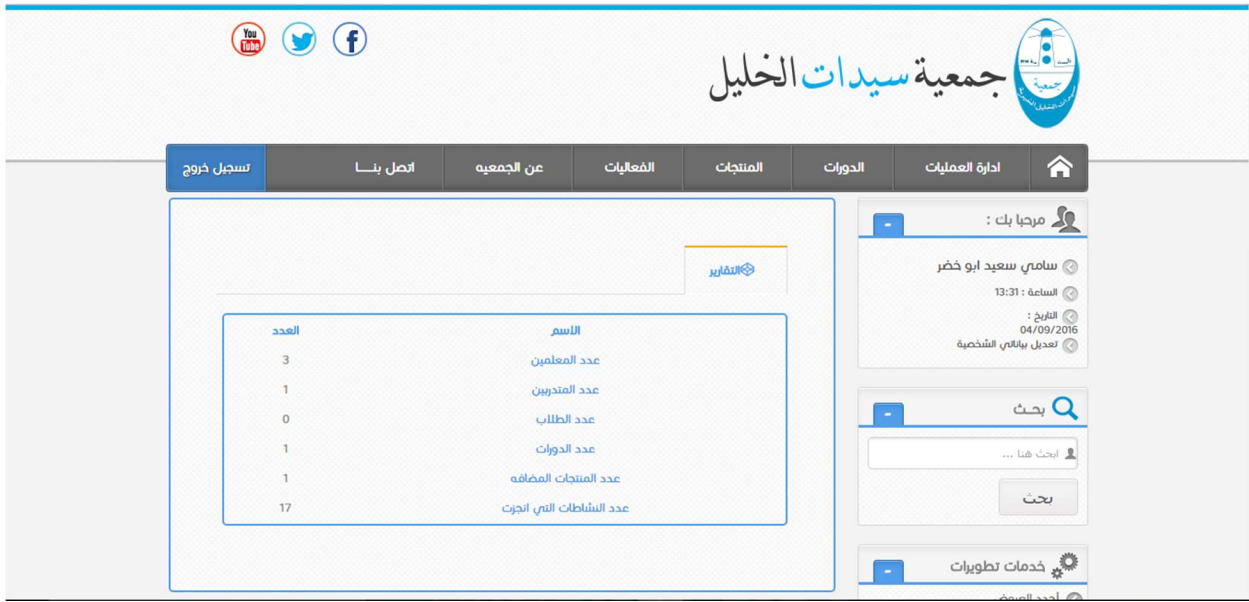 You Tube
جمعية سيدات الخليل
جمعية
ادارة العمليات
الدورات
المنتجات
الفعاليات
عن الجمعيه
اتصل بنــــا
تسجيل خروج
مرحبا بك :
-
سامي سعيد ابو خضر
الساعة : 13:31
التاريخ :
04/09/2016
تعديل بياناتي الشخصية
بحـث
-
ابحث هنا ...
بحث
خدمات تطويرات
-
التقارير
الاسم العدد
عدد المعلمين 3
عدد المتدربين 1
عدد الطلاب 0
عدد الدورات 1
عدد المنتجات المضافه 1
عدد النشاطات التي انجزت 17